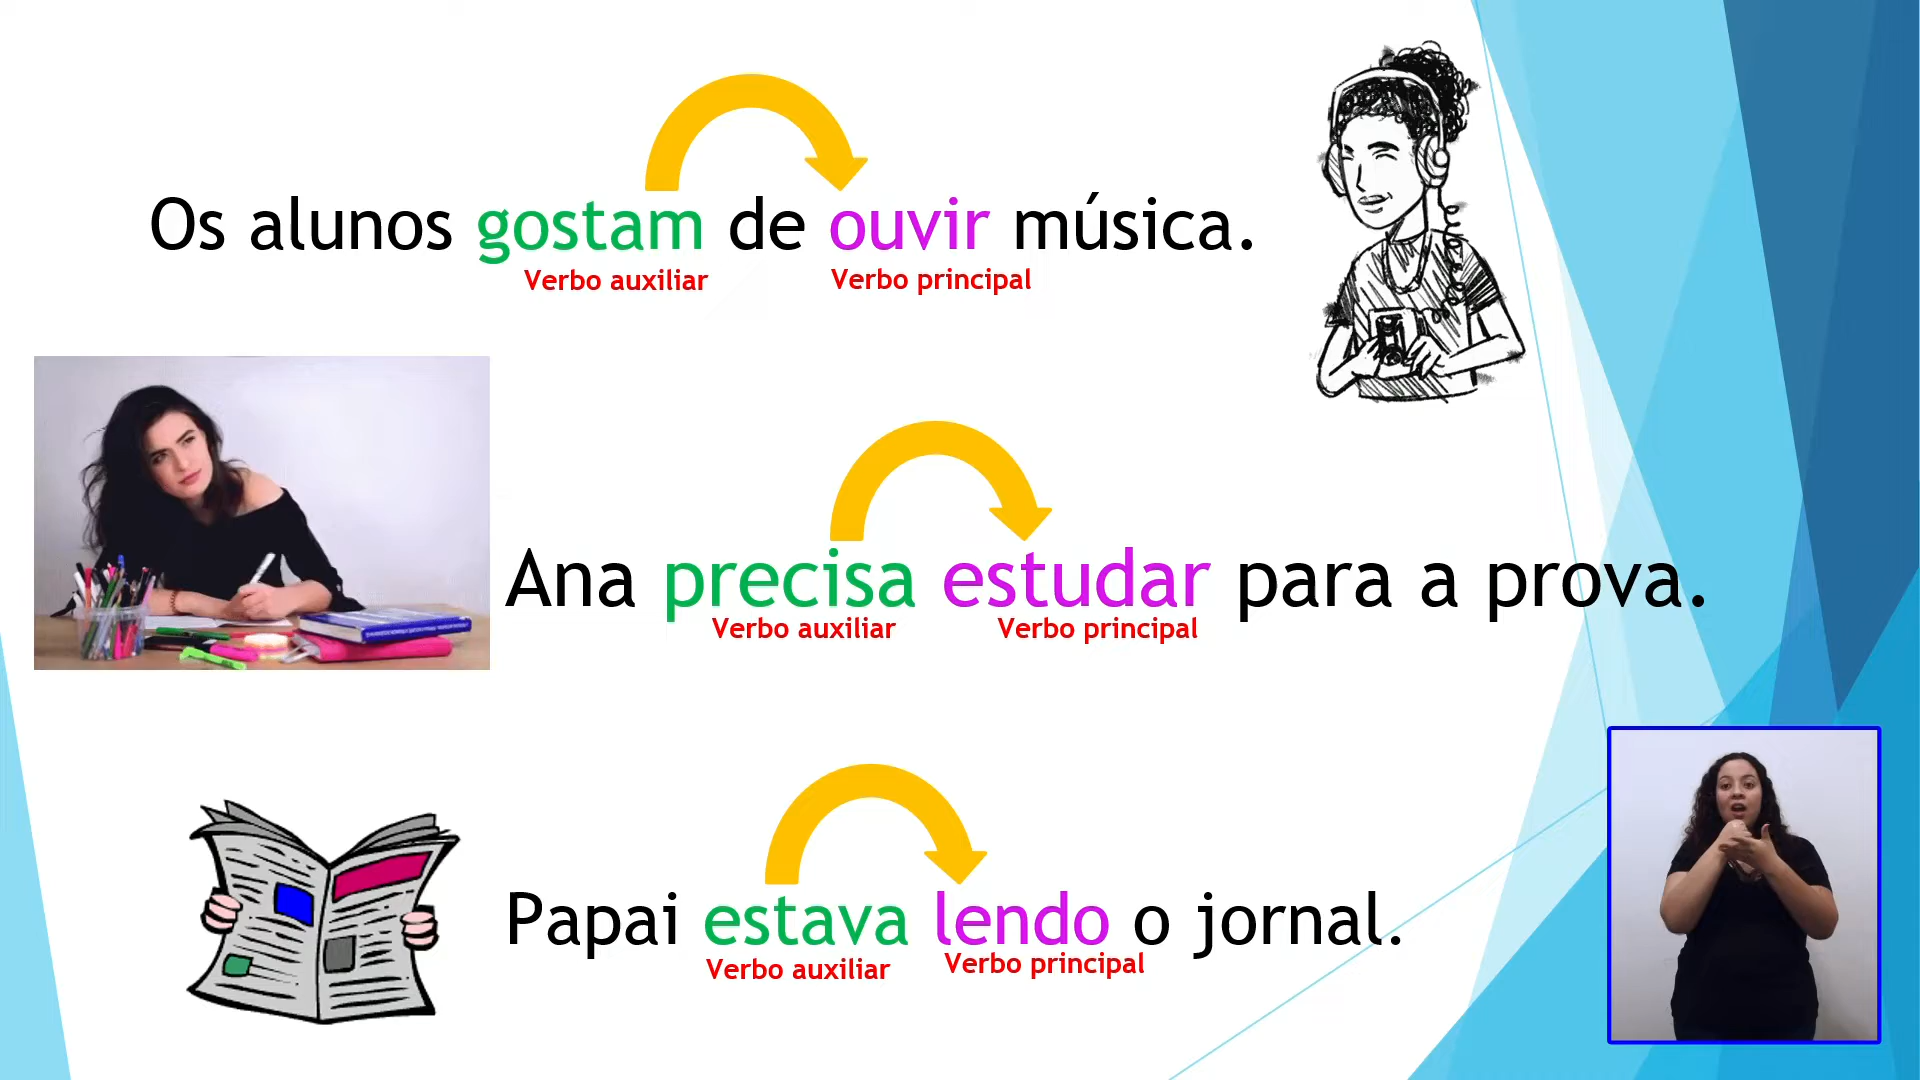 Os alunos gostam de ouvir música.
Verbo auxiliar Verbo principal
Ana precisa estudar para a prova.
Verbo auxiliar Verbo principal
Papai estava lendo o jornal.
Verbo auxiliar Verbo principal